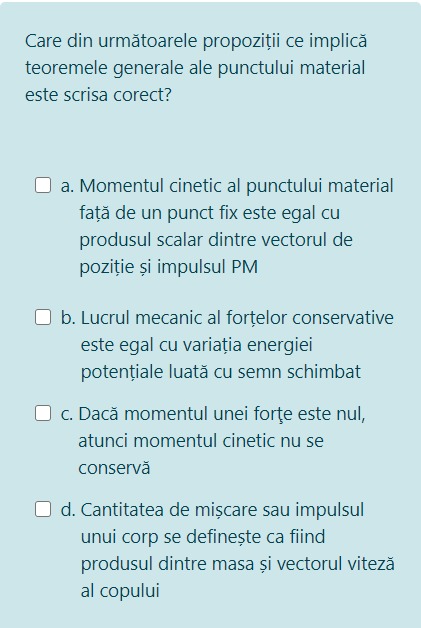 Care din următoarele propoziții ce implică
teoremele generale ale punctului material
este scrisa corect?
a. Momentul cinetic al punctului material
față de un punct fix este egal cu
produsul scalar dintre vectorul de
poziție și impulsul PM
b. Lucrul mecanic al forțelor conservative
este egal cu variația energiei
potențiale luată cu semn schimbat
c. Dacă momentul unei forţe este nul,
atunci momentul cinetic nu se
conservă
d. Cantitatea de mișcare sau impulsul
unui corp se definește ca fiind
produsul dintre masa și vectorul viteză
al copului